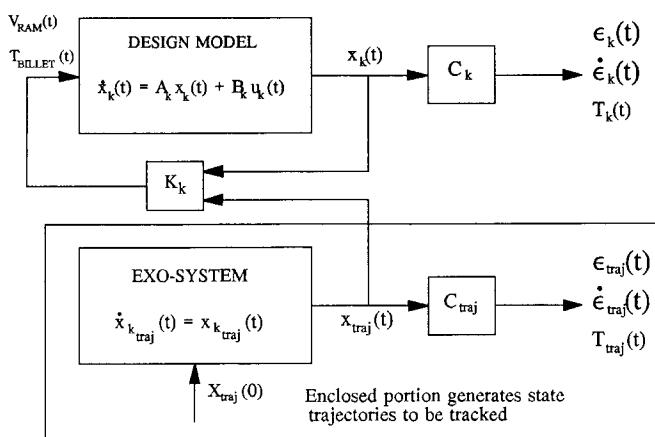 V_RAM(t)
T_BILLET(t)
DESIGN MODEL
ẋ_k(t) = A_k x_k(t) + B_k u_k(t)
x_k(t)
C_k
ϵ_k(t)
ϵ̇_k(t)
T_k(t)
K_k
EXO-SYSTEM
ẋ_k_traj(t) = x_k_traj(t)
x_traj(t)
C_traj
ϵ_traj(t)
ϵ̇_traj(t)
T_traj(t)
X_traj(0)
Enclosed portion generates state
trajectories to be tracked